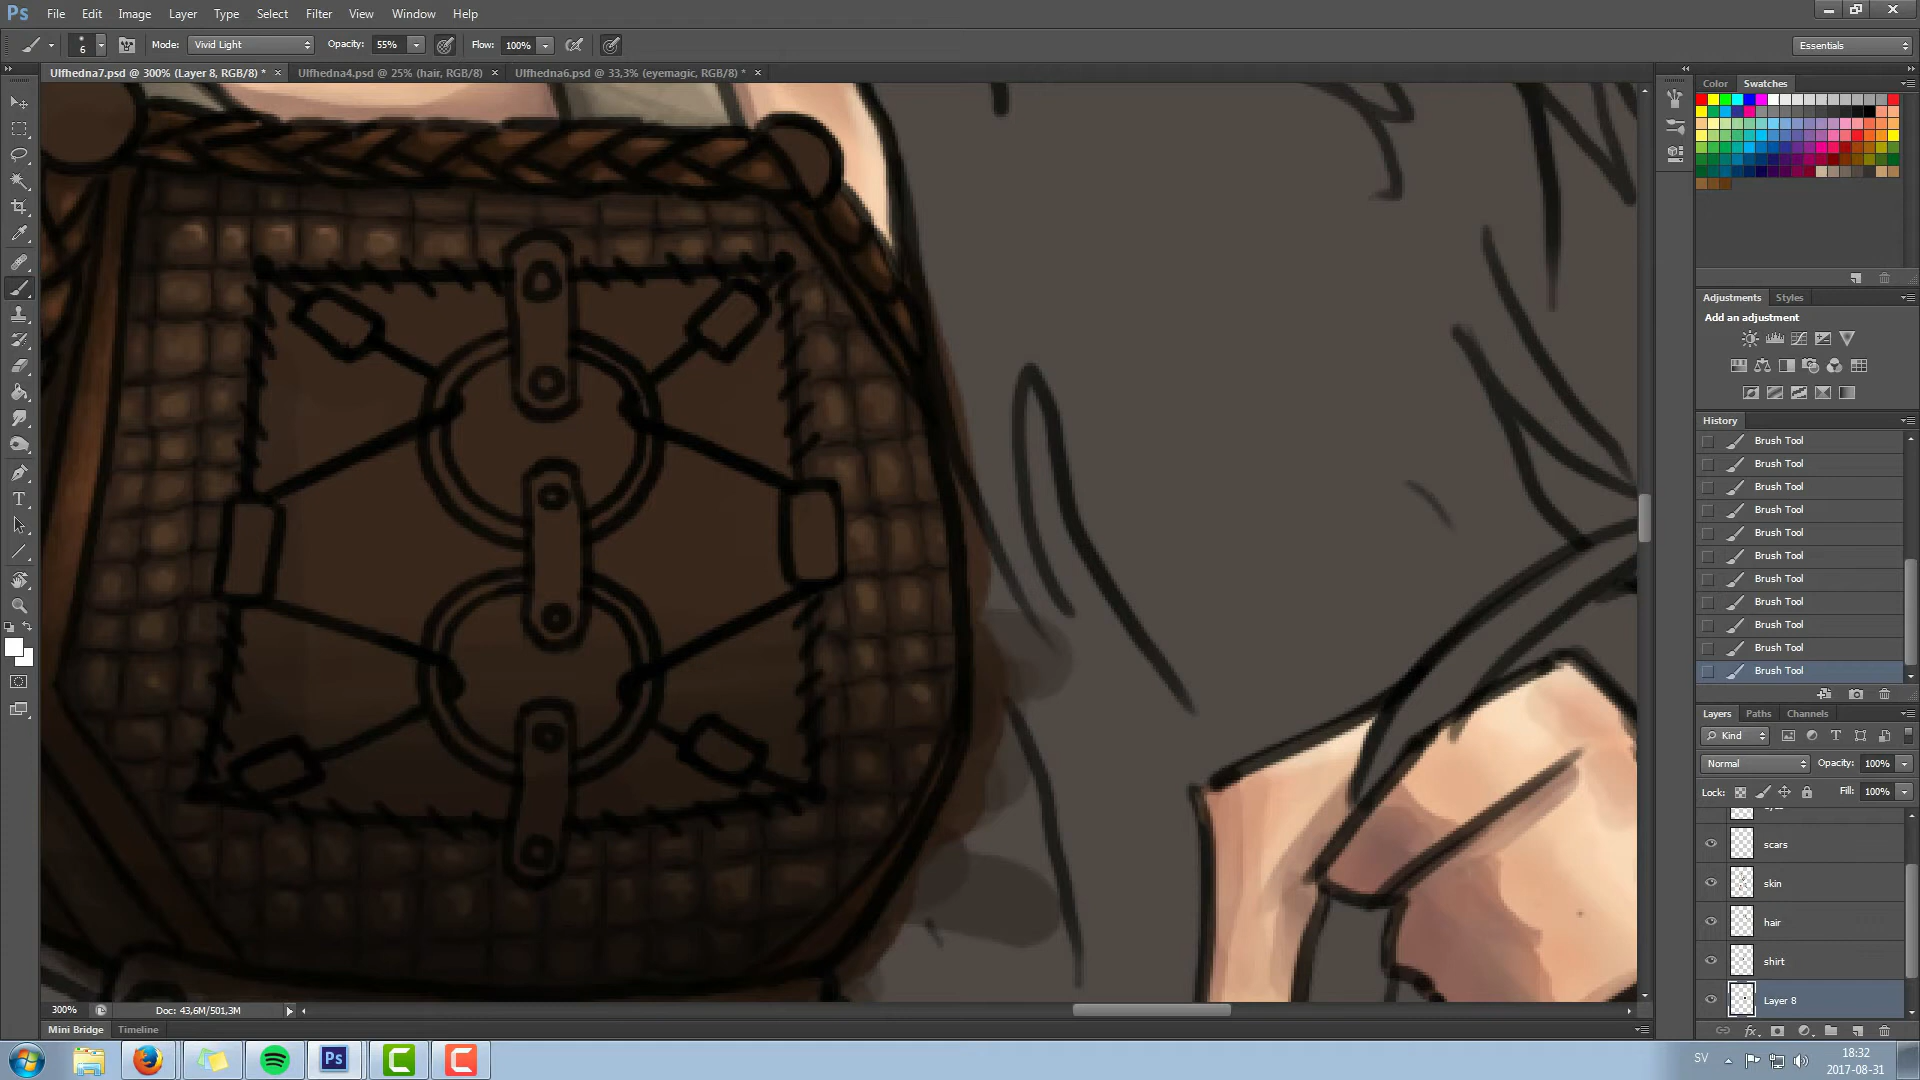 Ps File Edit Image Layer Type Select Filter 3D View Window Help
6 Mode: Vivid Light Opacity: 55% Flow: 100% Essentials
Ulfhedna7.psd @ 300% (Layer 8, RGB/8) * × Ulfhedna4.psd @ 25% (hair, RGB/8) × Ulfhedna6.psd @ 33,3% (eyemagic, RGB/8) * ×
Color Swatches
Adjustments Styles
Add an adjustment
History
Brush Tool
Brush Tool
Brush Tool
Brush Tool
Brush Tool
Brush Tool
Brush Tool
Brush Tool
Brush Tool
Brush Tool
Brush Tool
Layers Paths Channels
Kind
Normal Opacity: 100%
Lock: Fill: 100%
scars
skin
hair
shirt
Layer 8
fx
300% Doc: 43,6M/501,3M
Mini Bridge Timeline
Ps C C SV 18:32
2017-08-31